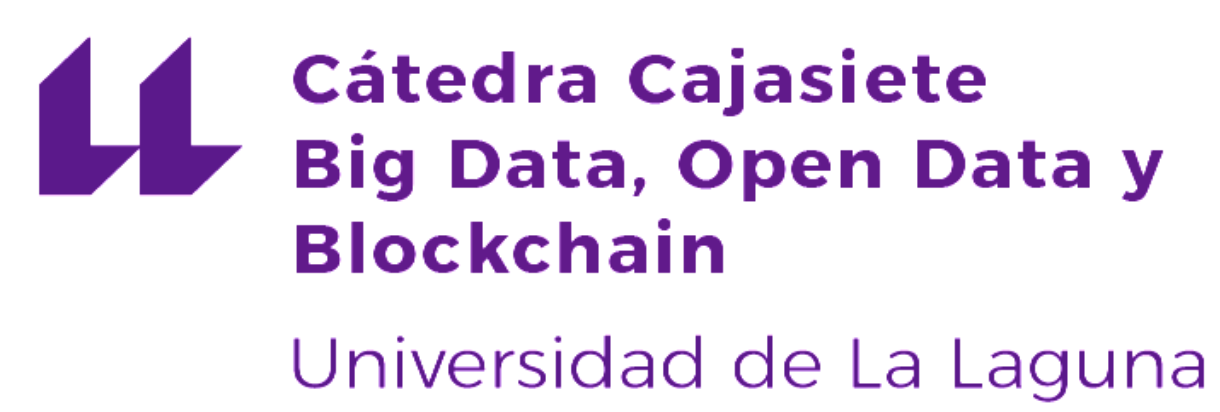 Cátedra Cajasiete
Big Data, Open Data y
Blockchain
Universidad de La Laguna